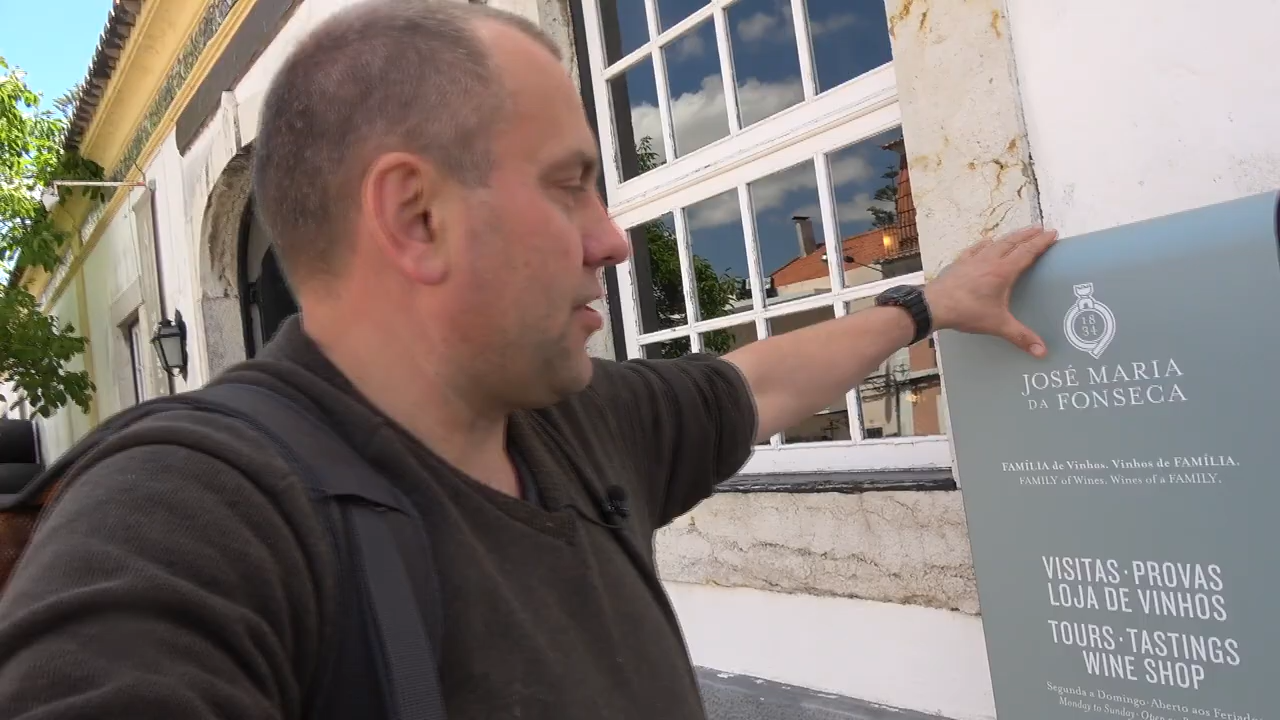 18
34
JOSÉ MARIA
DA FONSECA
FAMÍLIA de Vinhos. Vinhos de FAMÍLIA.
FAMILY of Wines. Wines of a FAMILY.
VISITAS · PROVAS
LOJA DE VINHOS
TOURS · TASTINGS
WINE SHOP
Segunda a Domingo · Aberto aos
Monday to Sunday ·